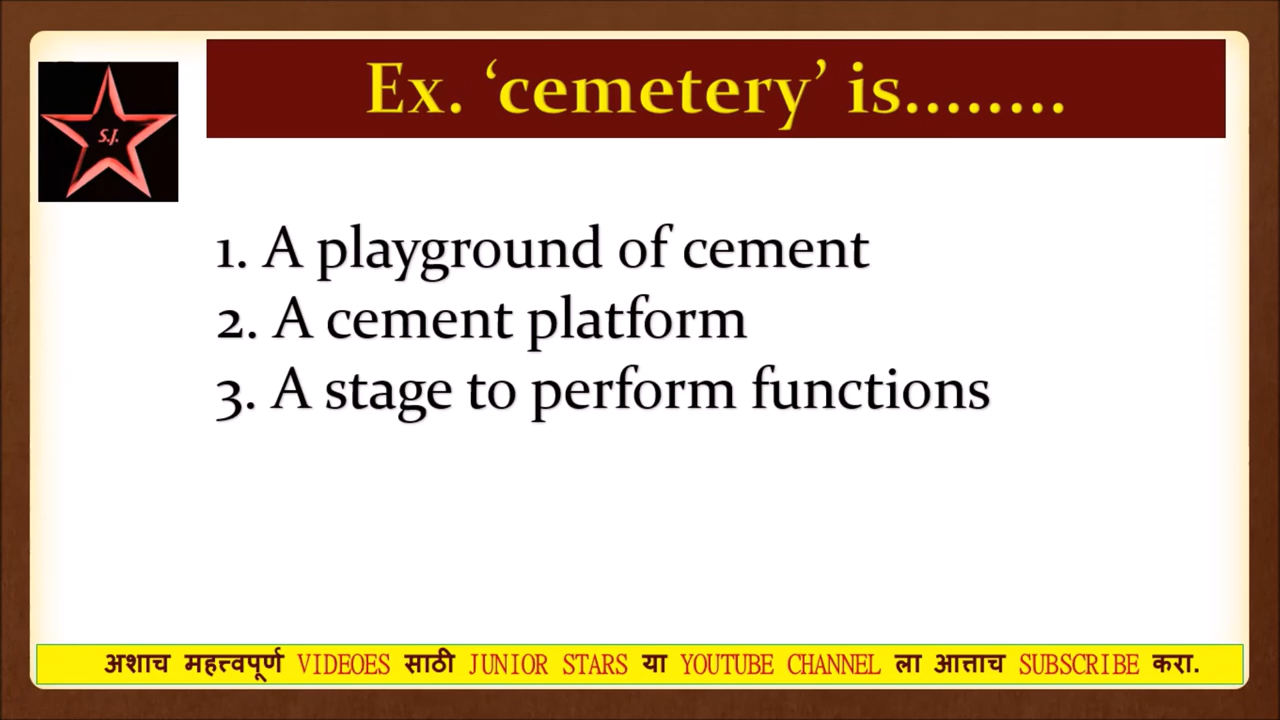 Ex. ‘cemetery’ is........
S.J.
1. A playground of cement
2. A cement platform
3. A stage to perform functions
अशाच महत्त्वपूर्ण VIDEOES साठी JUNIOR STARS या YOUTUBE CHANNEL ला आत्ताच SUBSCRIBE करा.